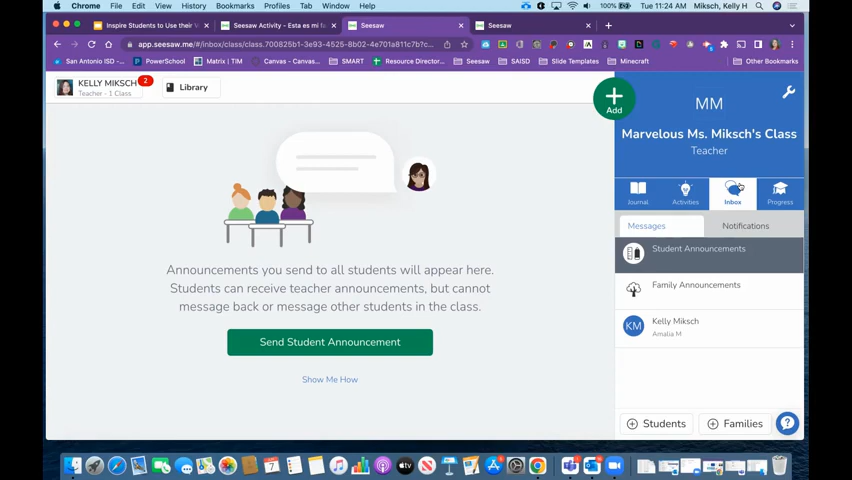 Chrome File Edit View History Bookmarks Profiles Tab Window Help
100% Tue 11:24 AM Miksch, Kelly H
Inspire Students to Use their V
Seesaw Activity - Esta es mi fa
Seesaw
Seesaw
app.seesaw.me/#/inbox/class/class.700825b1-3e93-4525-8b02-4e701a811c7b?c...
San Antonio ISD -...
PowerSchool
Matrix | TIM
Canvas - Canvas...
SMART
Resource Director...
Seesaw
SAISD
Slide Templates
Minecraft
Other Bookmarks
KELLY MIKSCH
2
Teacher - 1 Class
Library
Add
MM
Marvelous Ms. Miksch's Class
Teacher
Journal
Activities
Inbox
Progress
Messages
Notifications
Student Announcements
Family Announcements
KM
Kelly Miksch
Amalia M
Announcements you send to all students will appear here.
Students can receive teacher announcements, but cannot
message back or message other students in the class.
Send Student Announcement
Show Me How
Students
Families
?
7